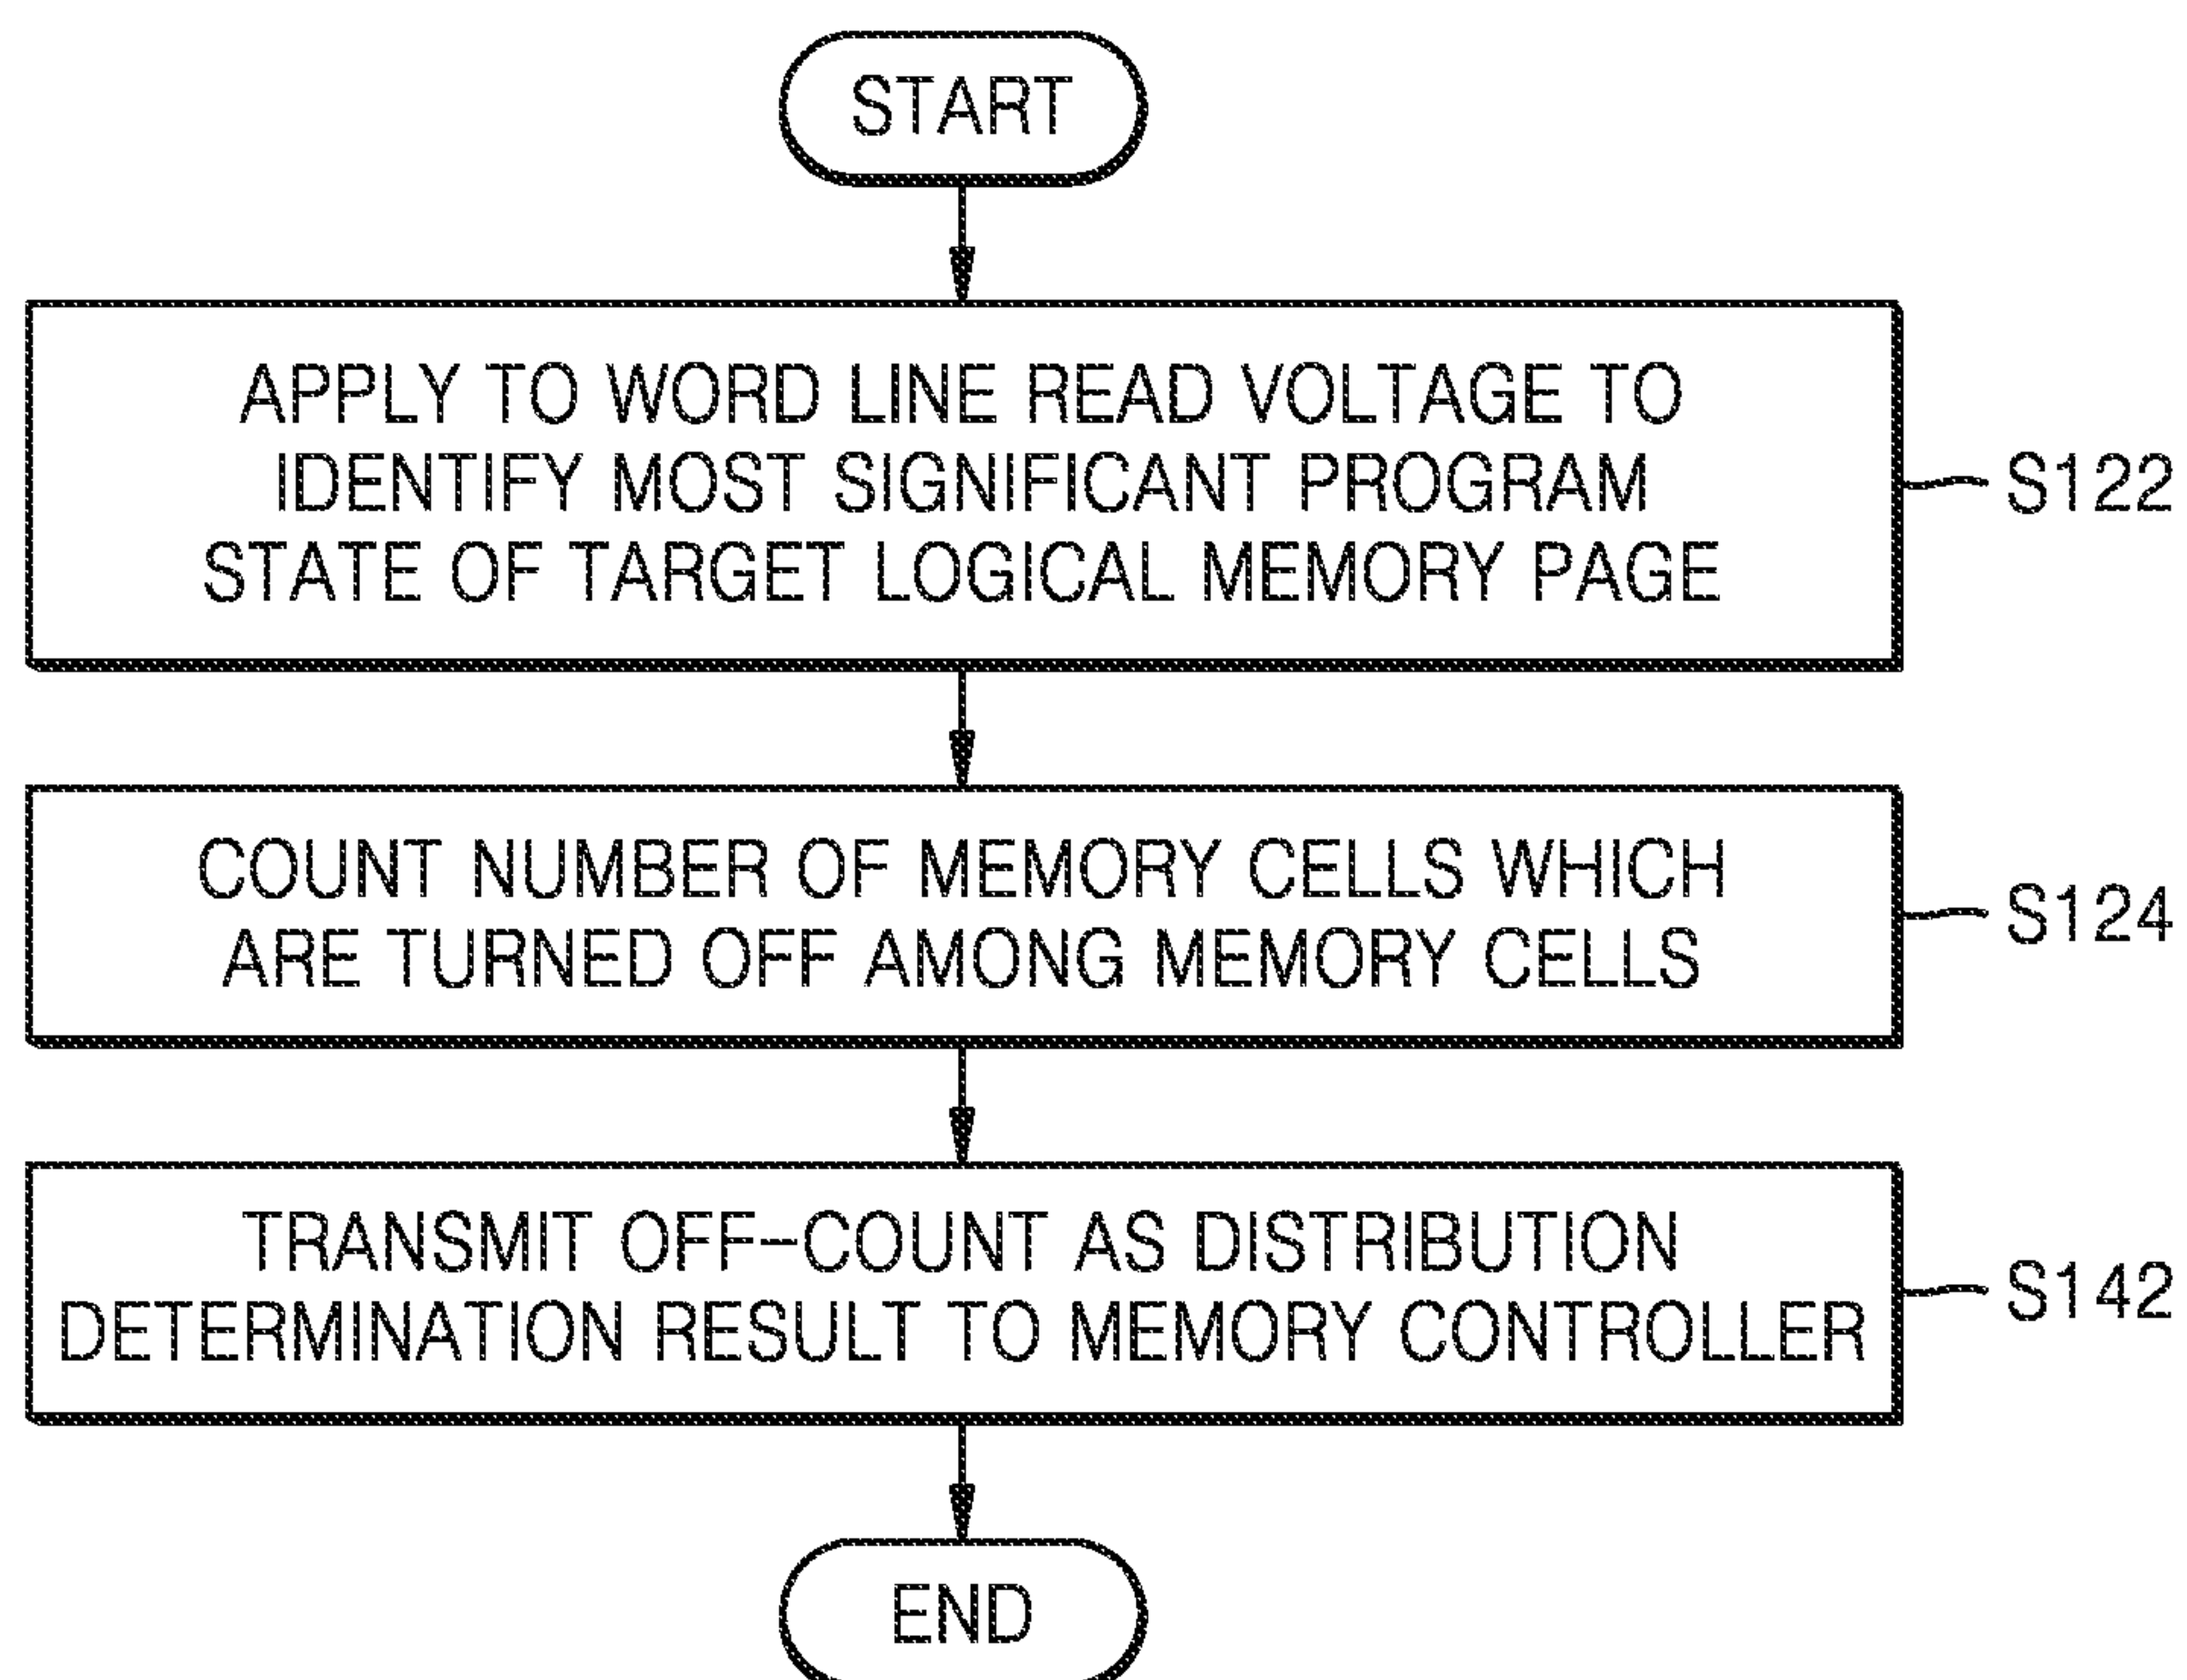 START
APPLY TO WORD LINE READ VOLTAGE TO
IDENTIFY MOST SIGNIFICANT PROGRAM
STATE OF TARGET LOGICAL MEMORY PAGE
S122
COUNT NUMBER OF MEMORY CELLS WHICH
ARE TURNED OFF AMONG MEMORY CELLS
S124
TRANSMIT OFF-COUNT AS DISTRIBUTION
DETERMINATION RESULT TO MEMORY CONTROLLER
S142
END